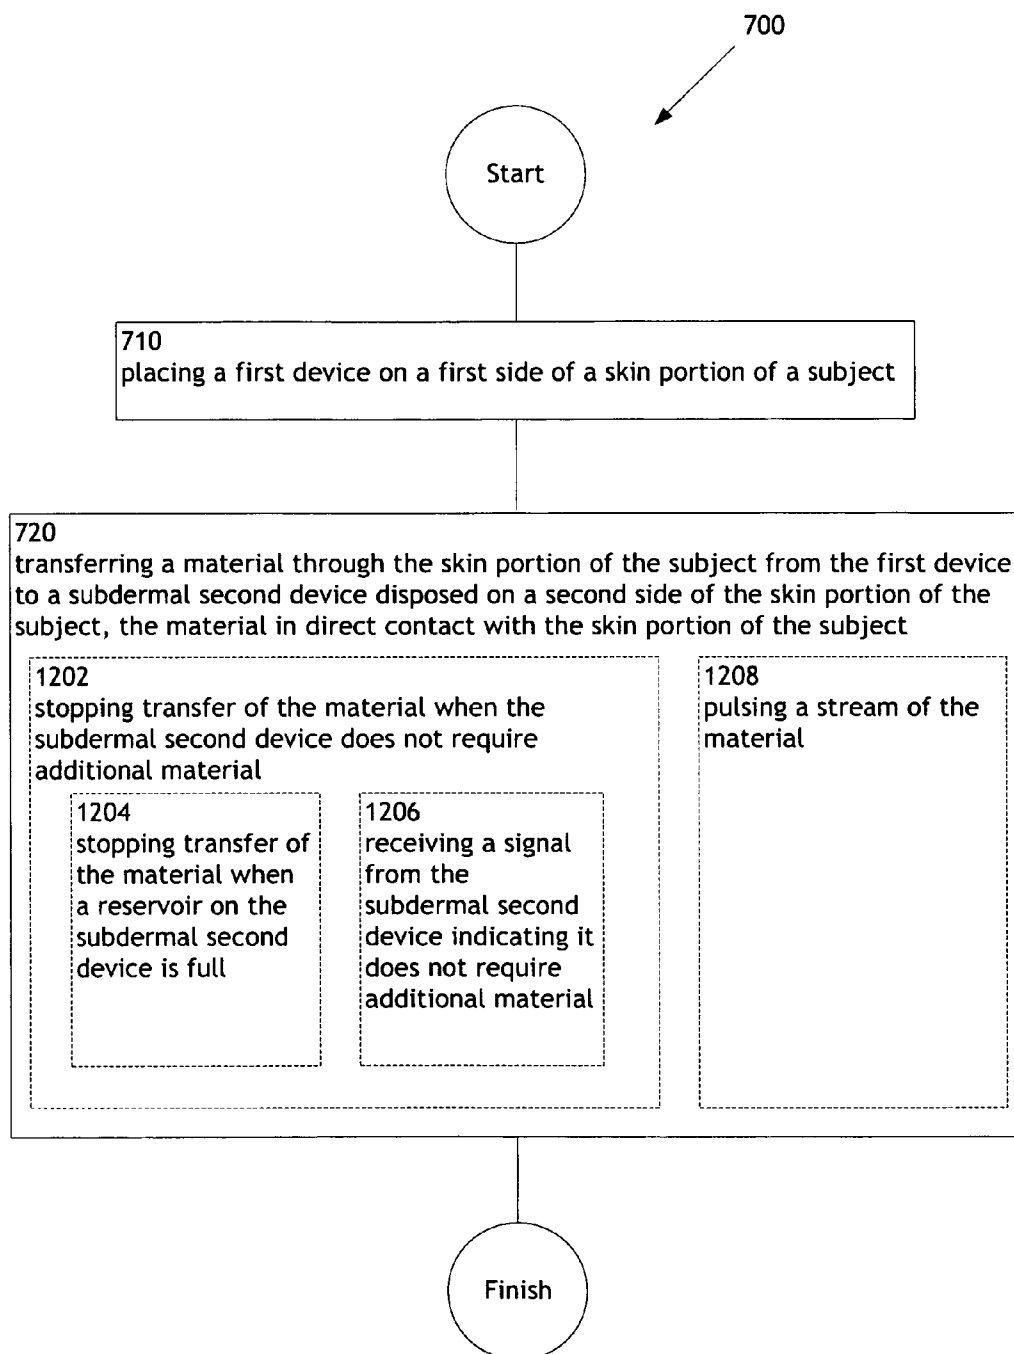 700
Start
710
placing a first device on a first side of a skin portion of a subject
720
transferring a material through the skin portion of the subject from the first device
to a subdermal second device disposed on a second side of the skin portion of the
subject, the material in direct contact with the skin portion of the subject
1202
stopping transfer of the material when the
subdermal second device does not require
additional material
1204
stopping transfer of
the material when
a reservoir on the
subdermal second
device is full
1206
receiving a signal
from the
subdermal second
device indicating it
does not require
additional material
1208
pulsing a stream of the
material
Finish